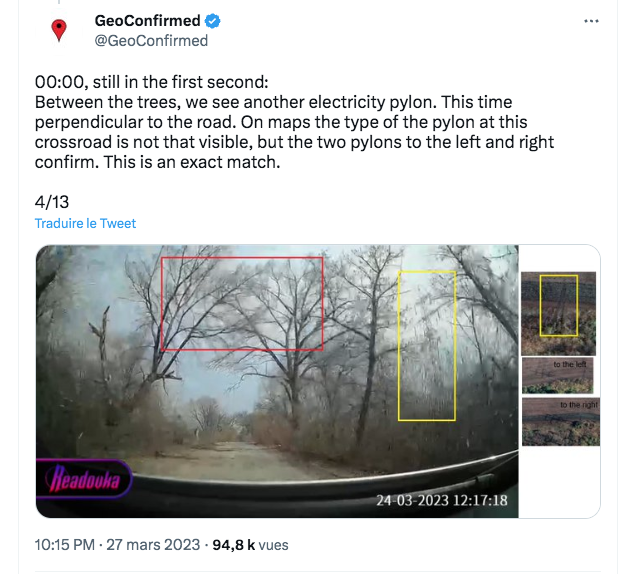 GeoConfirmed
@GeoConfirmed
00:00, still in the first second:
Between the trees, we see another electricity pylon. This time
perpendicular to the road. On maps the type of the pylon at this
crossroad is not that visible, but the two pylons to the left and right
confirm. This is an exact match.
4/13
Traduire le Tweet
to the left
to the right
Readovka
24-03-2023 12:17:18
10:15 PM · 27 mars 2023 · 94,8 k vues